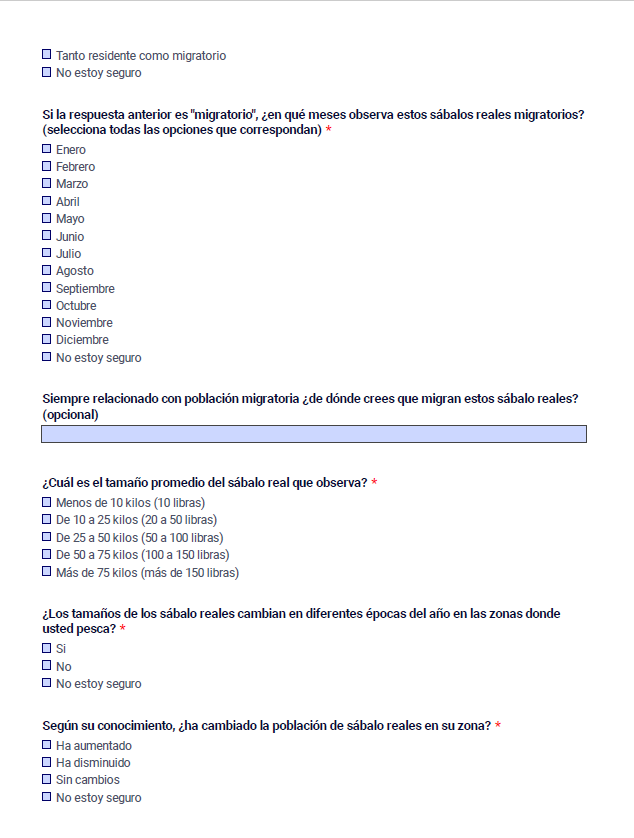 Tanto residente como migratorio
No estoy seguro
Si la respuesta anterior es "migratorio", ¿en qué meses observa estos sábalos reales migratorios?
(selecciona todas las opciones que correspondan) *
Enero
Febrero
Marzo
Abril
Mayo
Junio
Julio
Agosto
Septiembre
Octubre
Noviembre
Diciembre
No estoy seguro
Siempre relacionado con población migratoria ¿de dónde crees que migran estos sábalo reales?
(opcional)
¿Cuál es el tamaño promedio del sábalo real que observa? *
Menos de 10 kilos (10 libras)
De 10 a 25 kilos (20 a 50 libras)
De 25 a 50 kilos (50 a 100 libras)
De 50 a 75 kilos (100 a 150 libras)
Más de 75 kilos (más de 150 libras)
¿Los tamaños de los sábalo reales cambian en diferentes épocas del año en las zonas donde
usted pesca? *
Si
No
No estoy seguro
Según su conocimiento, ¿ha cambiado la población de sábalo reales en su zona? *
Ha aumentado
Ha disminuido
Sin cambios
No estoy seguro